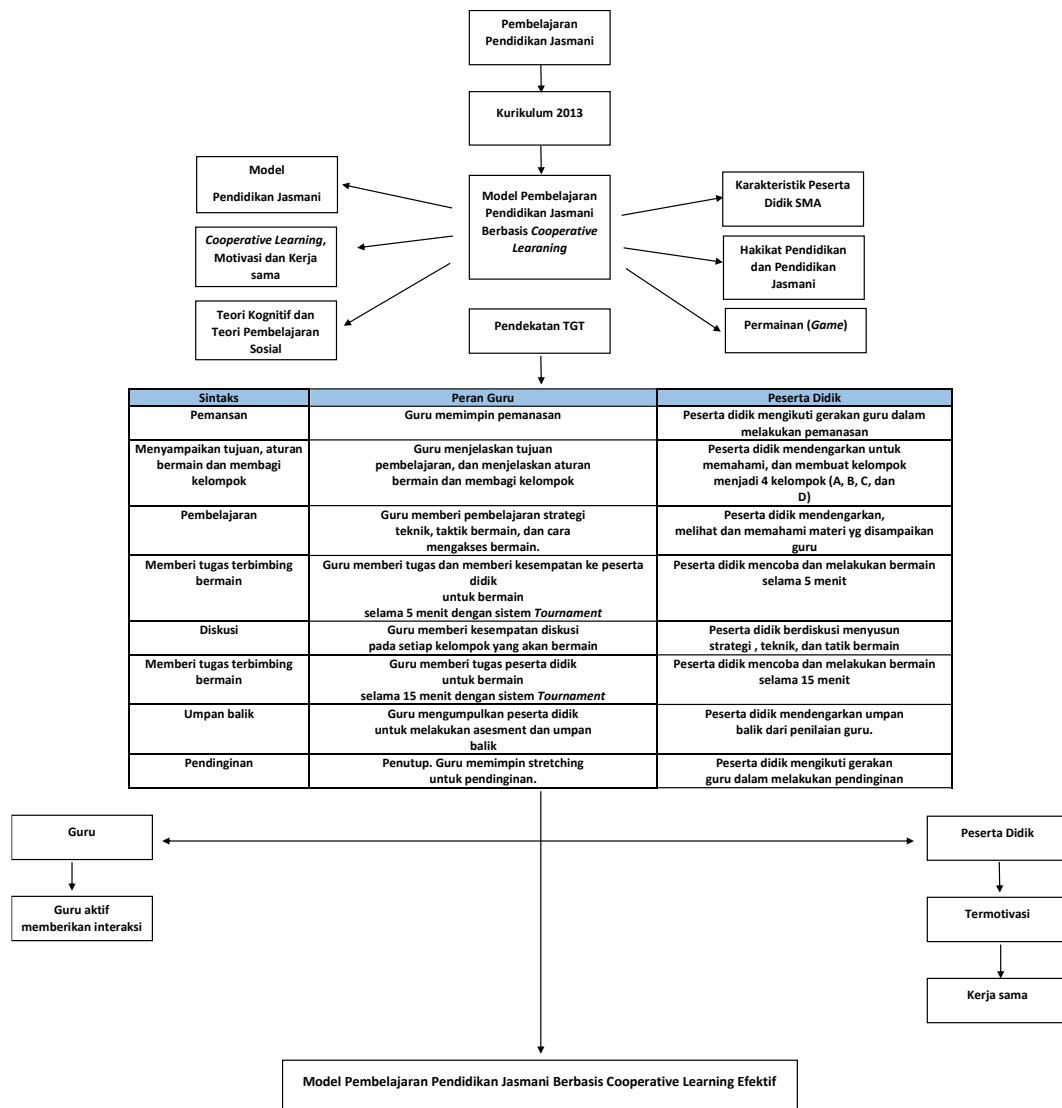 Pembelajaran
Pendidikan Jasmani
Kurikulum 2013
Model
Pendidikan Jasmani
Cooperative Learning,
Motivasi dan Kerja
sama
Teori Kognitif dan
Teori Pembelajaran
Sosial
Model Pembelajaran
Pendidikan Jasmani
Berbasis Cooperative
Learaning
Karakteristik Peserta
Didik SMA
Hakikat Pendidikan
dan Pendidikan
Jasmani
Permainan (Game)
Pendekatan TGT
Sintaks
Peran Guru
Peserta Didik
Pemansan
Guru memimpin pemanasan
Peserta didik mengikuti gerakan guru dalam
melakukan pemanasan
Menyampaikan tujuan, aturan
bermain dan membagi
kelompok
Guru menjelaskan tujuan
pembelajaran, dan menjelaskan aturan
bermain dan membagi kelompok
Peserta didik mendengarkan untuk
memahami, dan membuat kelompok
menjadi 4 kelompok (A, B, C, dan
D)
Pembelajaran
Guru memberi pembelajaran strategi
teknik, taktik bermain, dan cara
mengakses bermain.
Peserta didik mendengarkan,
melihat dan memahami materi yg disampaikan
guru
Memberi tugas terbimbing
bermain
Guru memberi tugas dan memberi kesempatan ke peserta
didik
untuk bermain
selama 5 menit dengan sistem Tournament
Peserta didik mencoba dan melakukan bermain
selama 5 menit
Diskusi
Guru memberi kesempatan diskusi
pada setiap kelompok yang akan bermain
Peserta didik berdiskusi menyusun
strategi , teknik, dan tatik bermain
Memberi tugas terbimbing
bermain
Guru memberi tugas peserta didik
untuk bermain
selama 15 menit dengan sistem Tournament
Peserta didik mencoba dan melakukan bermain
selama 15 menit
Umpan balik
Guru mengumpulkan peserta didik
untuk melakukan asesment dan umpan
balik
Peserta didik mendengarkan umpan
balik dari penilaian guru.
Pendinginan
Penutup. Guru memimpin stretching
untuk pendinginan.
Peserta didik mengikuti gerakan
guru dalam melakukan pendinginan
Guru
Guru aktif
memberikan interaksi
Peserta Didik
Termotivasi
Kerja sama
Model Pembelajaran Pendidikan Jasmani Berbasis Cooperative Learning Efektif